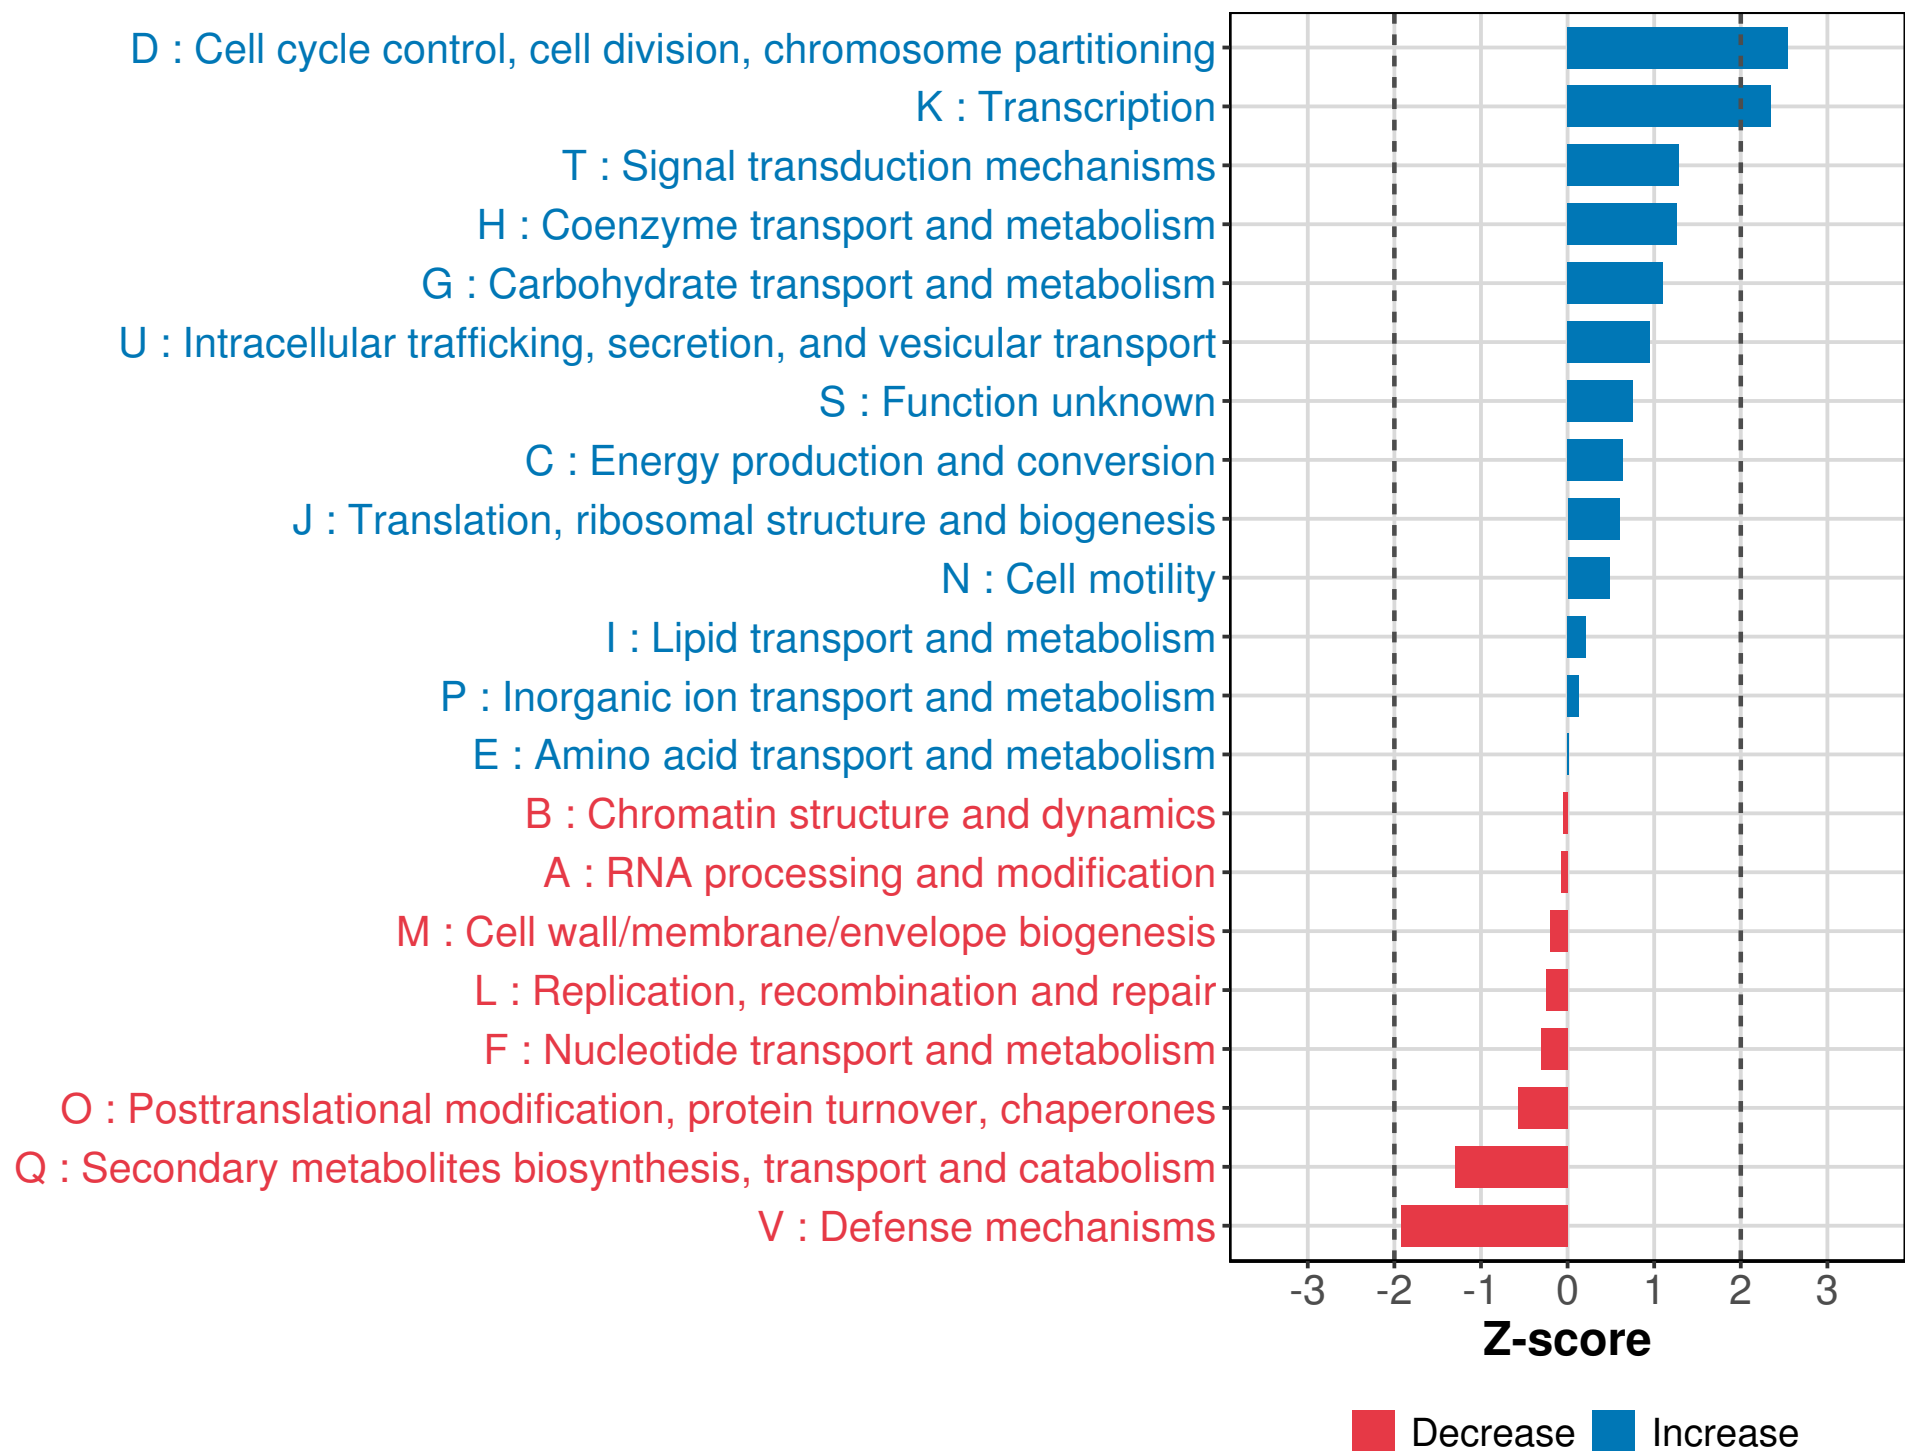 D : Cell cycle control, cell division, chromosome partitioning
K : Transcription
T : Signal transduction mechanisms
H : Coenzyme transport and metabolism
G : Carbohydrate transport and metabolism
U : Intracellular trafficking, secretion, and vesicular transport
S : Function unknown
C : Energy production and conversion
J : Translation, ribosomal structure and biogenesis
N : Cell motility
I : Lipid transport and metabolism
P : Inorganic ion transport and metabolism
E : Amino acid transport and metabolism
B : Chromatin structure and dynamics
A : RNA processing and modification
M : Cell wall/membrane/envelope biogenesis
L : Replication, recombination and repair
F : Nucleotide transport and metabolism
O : Posttranslational modification, protein turnover, chaperones
Q : Secondary metabolites biosynthesis, transport and catabolism
V : Defense mechanisms
-3 -2 -1 0 1 2 3
Z-score
Decrease Increase